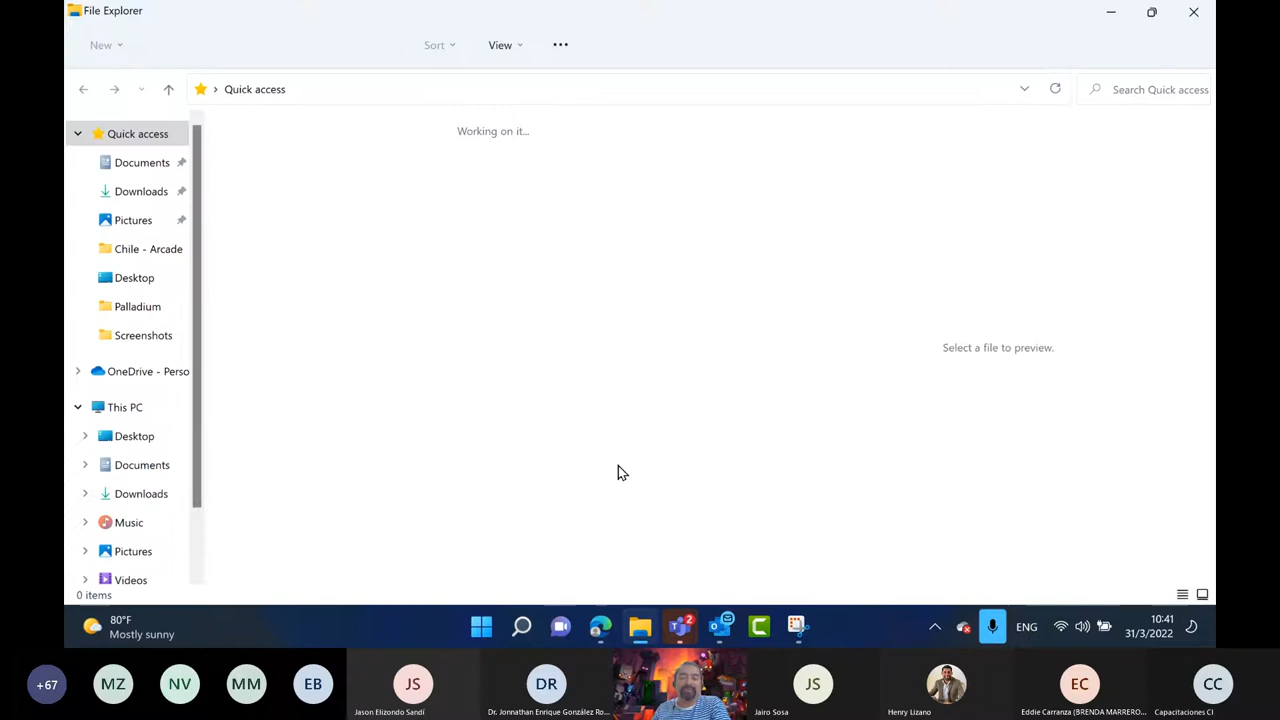 File Explorer
New
Sort
View
Quick access
Search Quick access
Working on it...
Quick access
Documents
Downloads
Pictures
Chile - Arcade
Desktop
Palladium
Screenshots
OneDrive - Perso
This PC
Desktop
Documents
Downloads
Music
Pictures
Videos
Select a file to preview.
0 items
80°F
Mostly sunny
2
ENG
10:41
31/3/2022
+67
MZ
NV
MM
EB
JS
DR
JS
EC
CC
Jason Elizondo Sandí
Dr. Jonnathan Enrique González Ro...
Jairo Sosa
Henry Lizano
Eddie Carranza (BRENDA MARRERO...
Capacitaciones CI